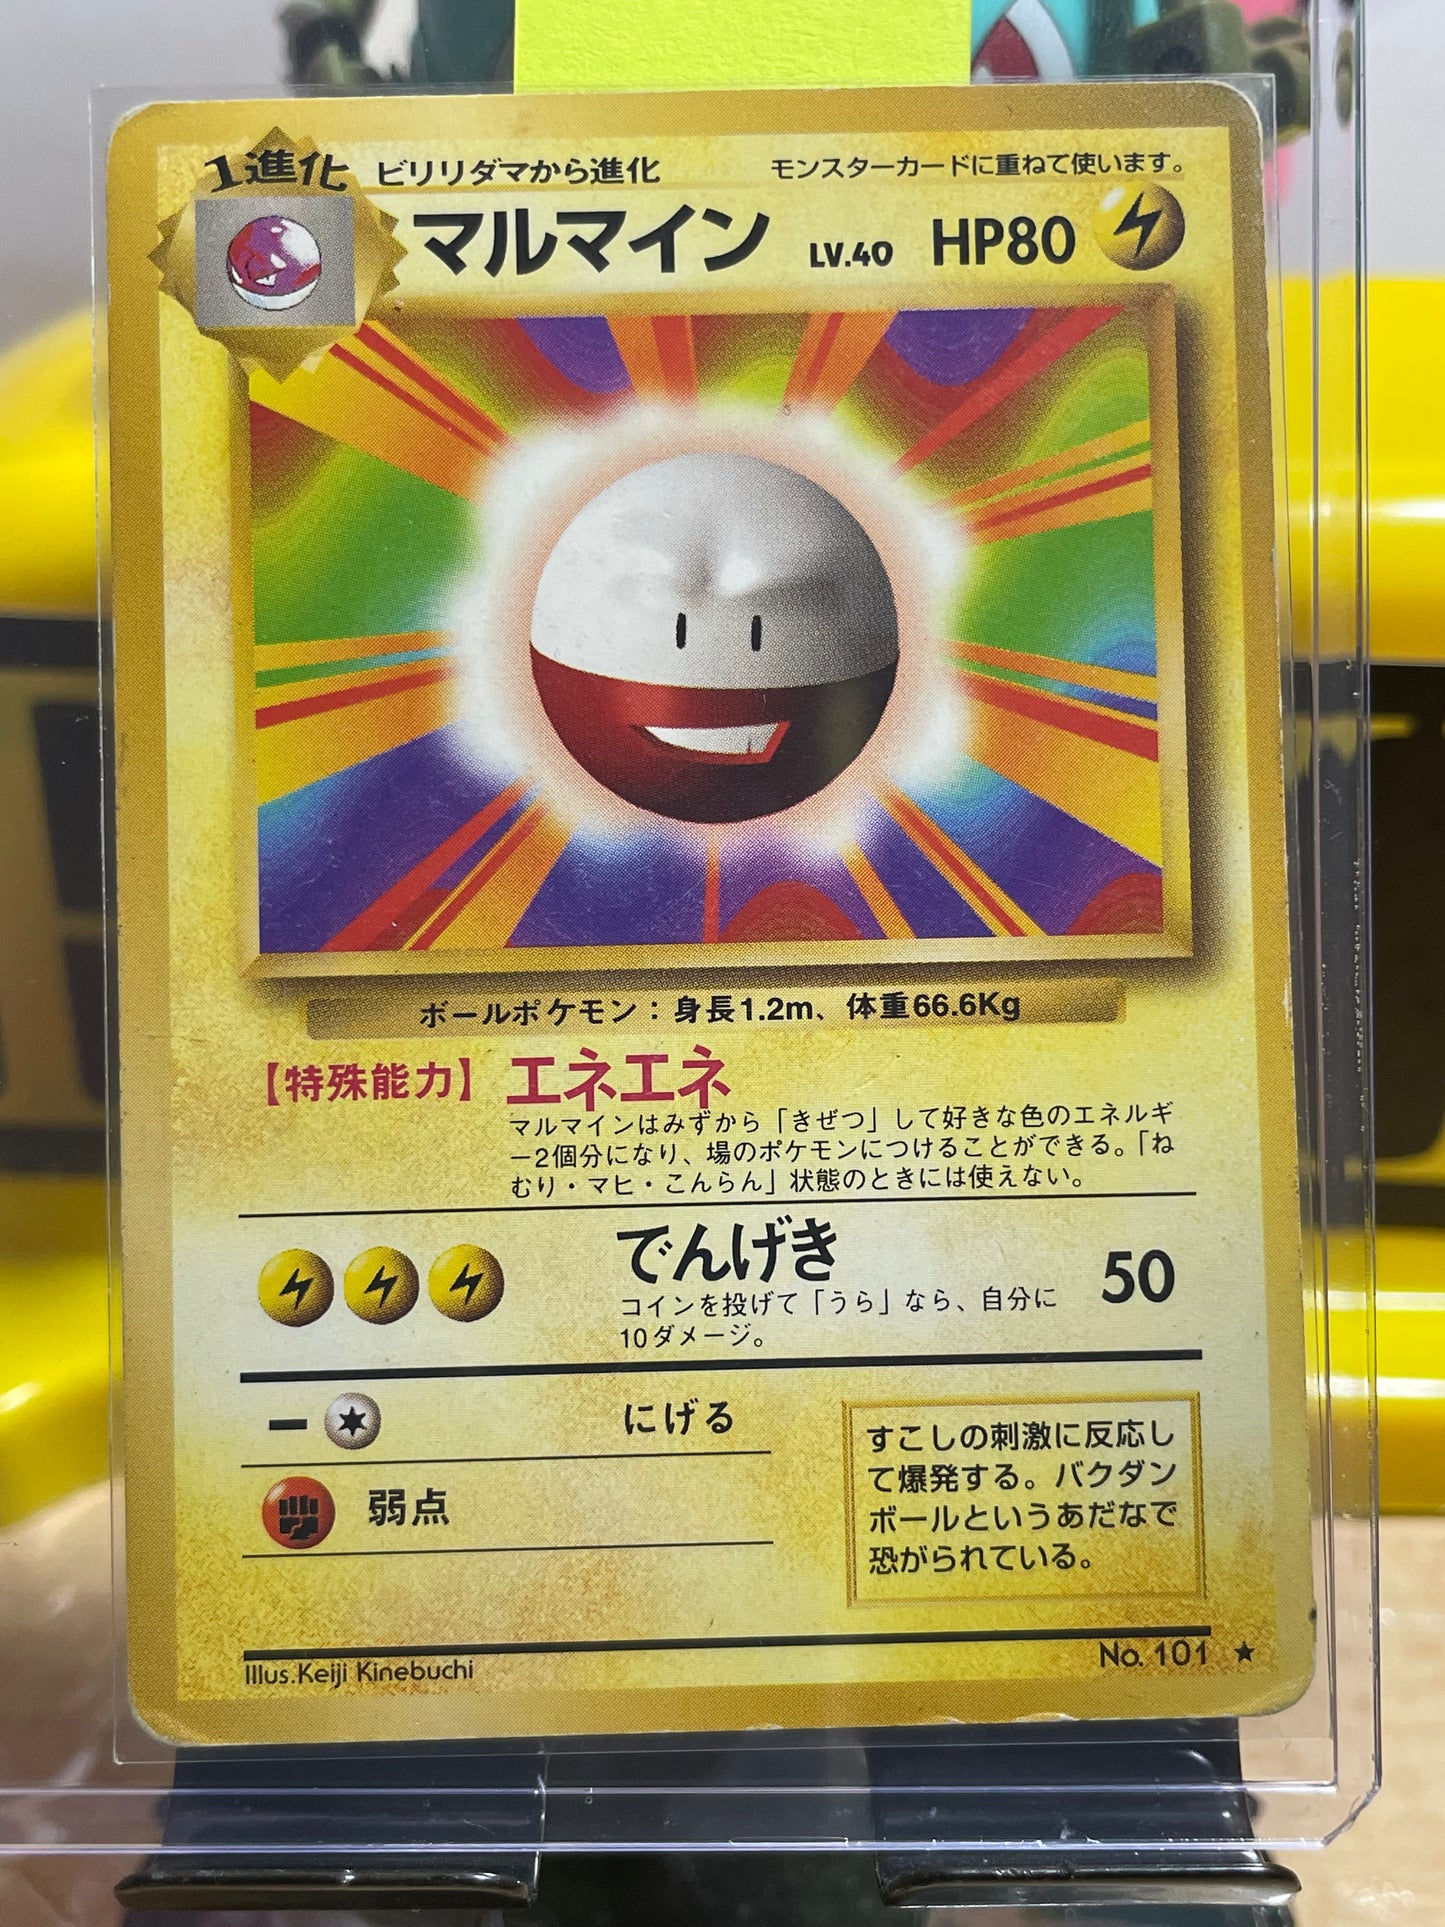 1進化 ビリリダマから進化 モンスターカードに重ねて使います。
マルマイン LV.40 HP80
ボールポケモン：身長1.2m、体重66.6Kg
【特殊能力】エネエネ
マルマインはみずから「きぜつ」して好きな色のエネルギ
ー2個分になり、場のポケモンにつけることができる。「ね
むり・マヒ・こんらん」状態のときには使えない。
でんげき 50
コインを投げて「うら」なら、自分に
10ダメージ。
にげる
弱点
すこしの刺激に反応し
て爆発する。バクダン
ボールというあだなで
恐がられている。
Illus.Keiji Kinebuchi No.101 ★